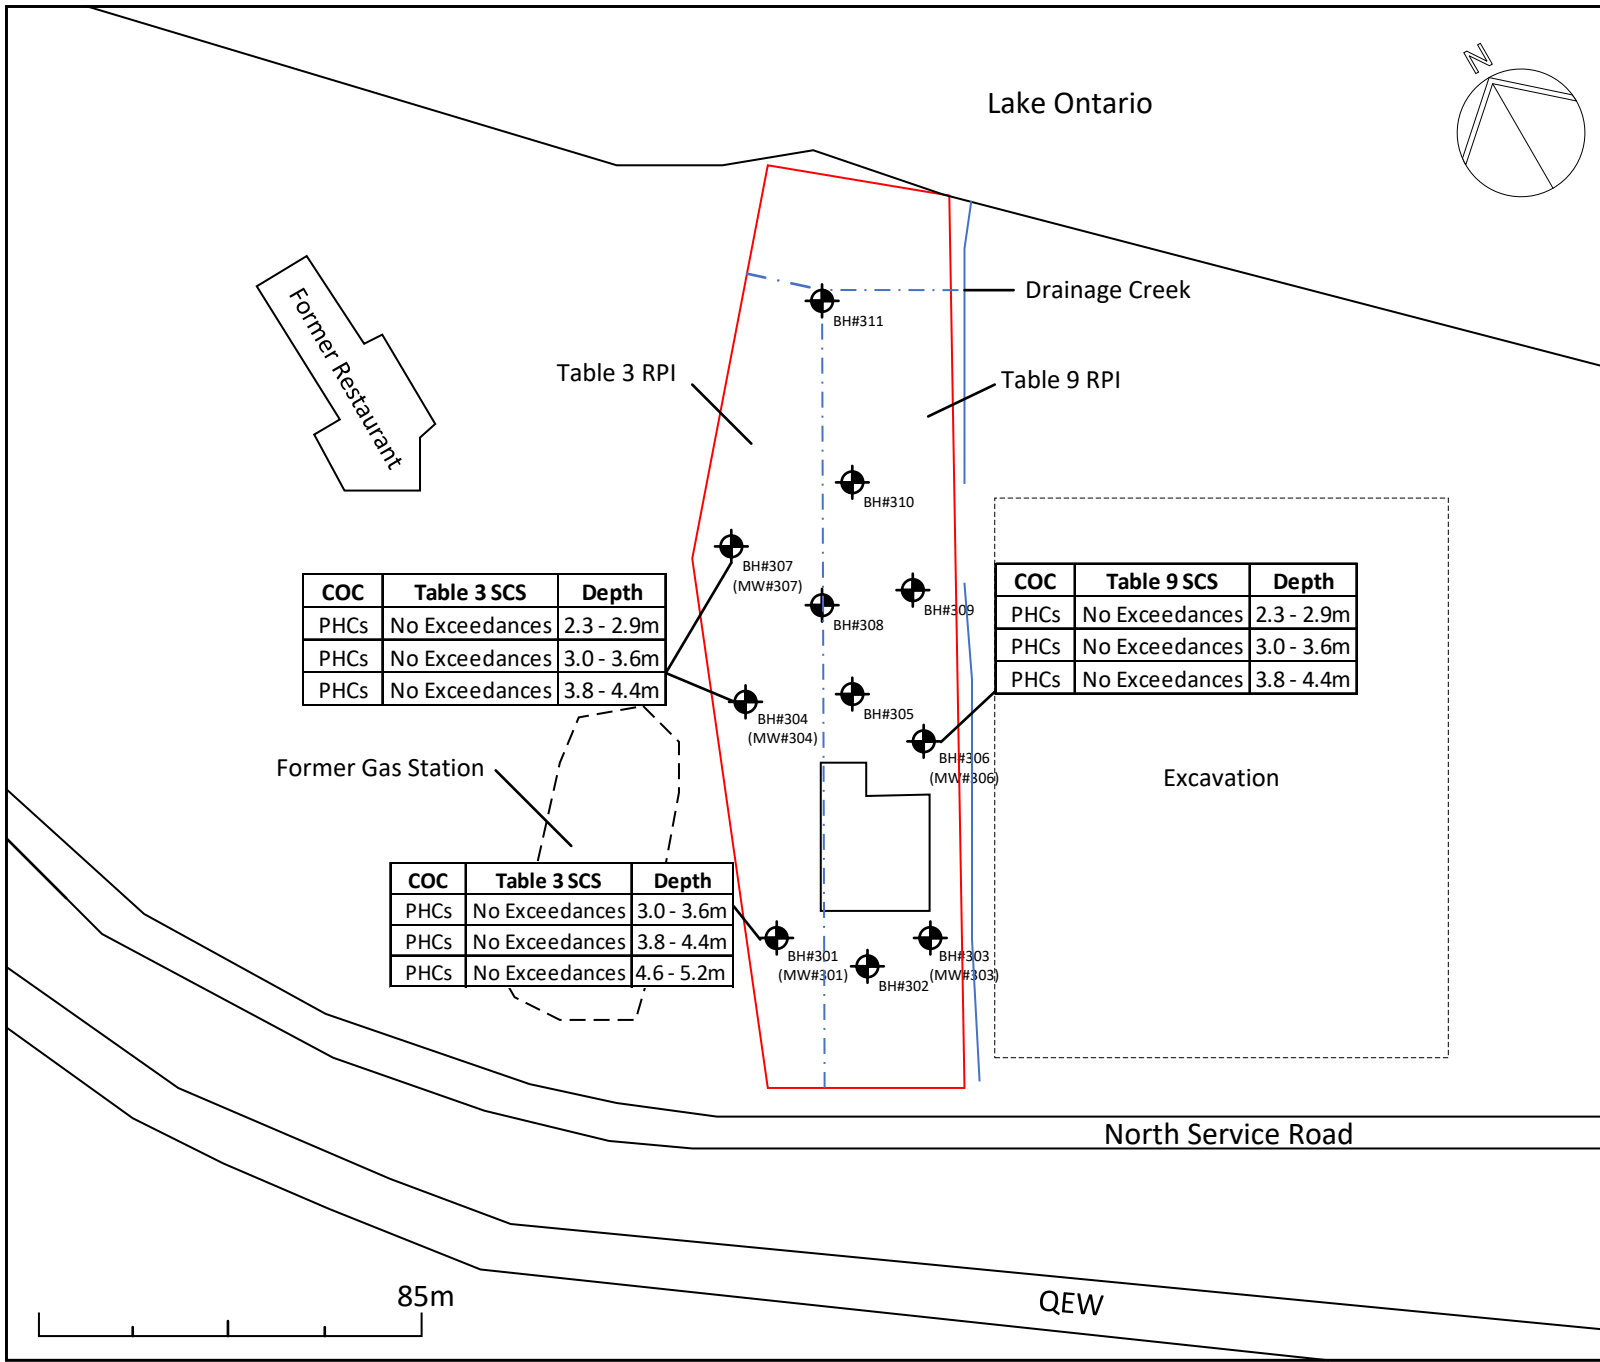 N
Lake Ontario
Drainage Creek
BH#311
Former Restaurant
Table 3 RPI
Table 9 RPI
BH#310
BH#307
(MW#307)
BH#309
BH#308
COC Table 3 SCS Depth
PHCs No Exceedances 2.3 - 2.9m
PHCs No Exceedances 3.0 - 3.6m
PHCs No Exceedances 3.8 - 4.4m
COC Table 9 SCS Depth
PHCs No Exceedances 2.3 - 2.9m
PHCs No Exceedances 3.0 - 3.6m
PHCs No Exceedances 3.8 - 4.4m
BH#304
(MW#304)
BH#305
BH#306
(MW#306)
Former Gas Station
Excavation
COC Table 3 SCS Depth
PHCs No Exceedances 3.0 - 3.6m
PHCs No Exceedances 3.8 - 4.4m
PHCs No Exceedances 4.6 - 5.2m
BH#301
(MW#301)
BH#302
BH#303
(MW#303)
North Service Road
85m
QEW